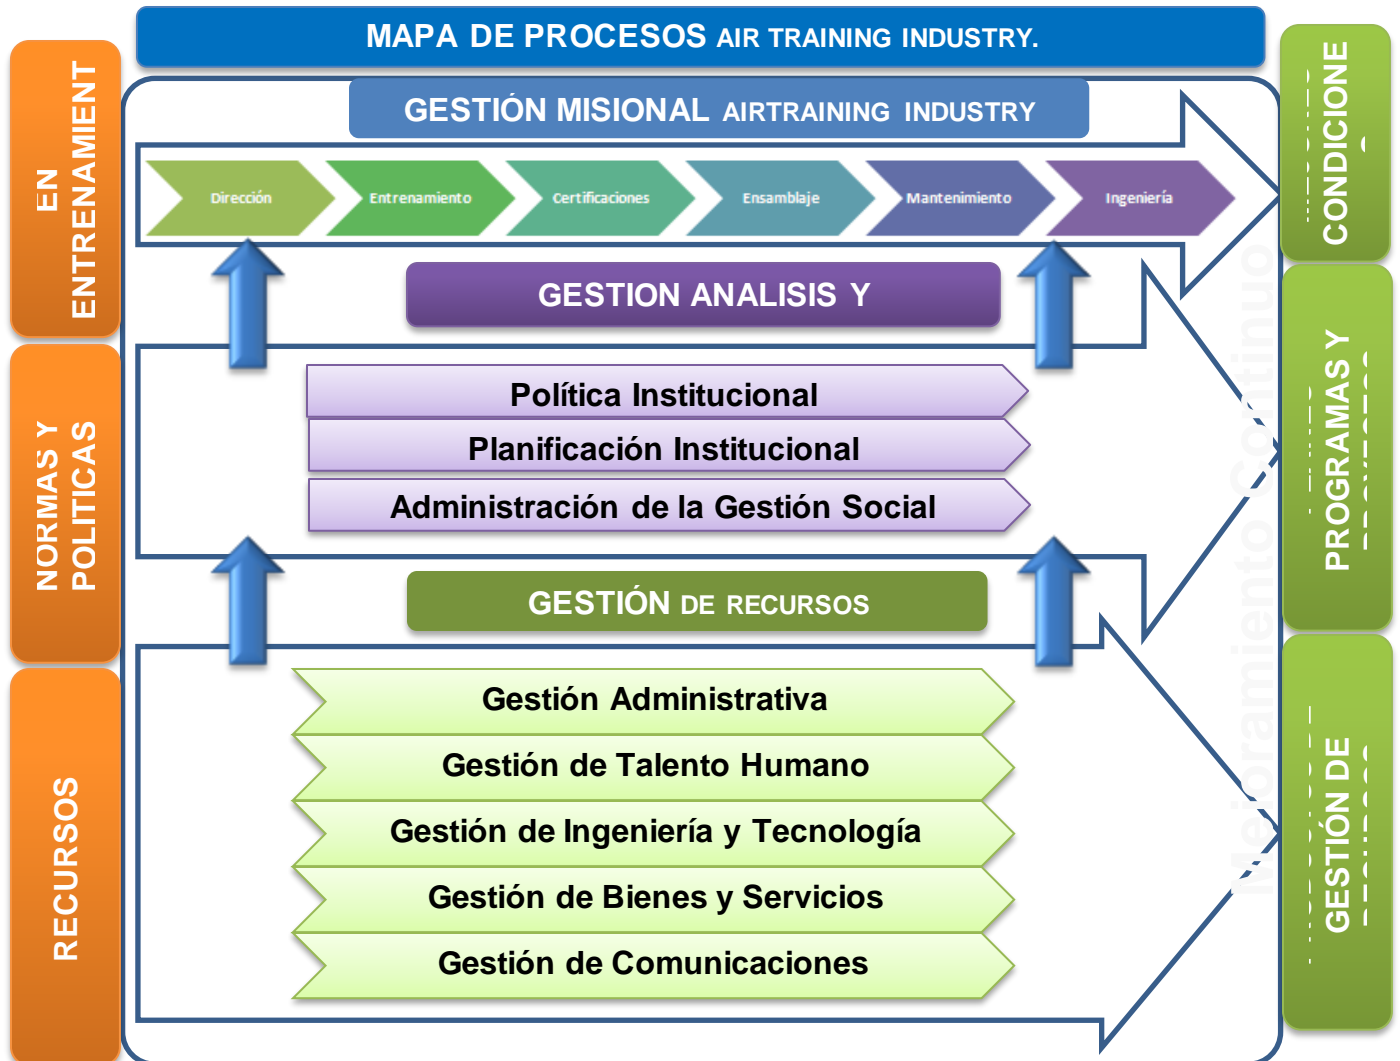 MAPA DE PROCESOS AIR TRAINING INDUSTRY.
EN
ENTRENAMIENT
NORMAS Y
POLITICAS
RECURSOS
GESTIÓN MISIONAL AIRTRAINING INDUSTRY
Dirección
Entrenamiento
Certificaciones
Ensamblaje
Mantenimiento
Ingeniería
GESTION ANALISIS Y
Política Institucional
Planificación Institucional
Administración de la Gestión Social
GESTIÓN DE RECURSOS
Gestión Administrativa
Gestión de Talento Humano
Gestión de Ingeniería y Tecnología
Gestión de Bienes y Servicios
Gestión de Comunicaciones
Mejoramiento Continuo
CONDICIONE
PROGRAMAS Y
GESTIÓN DE